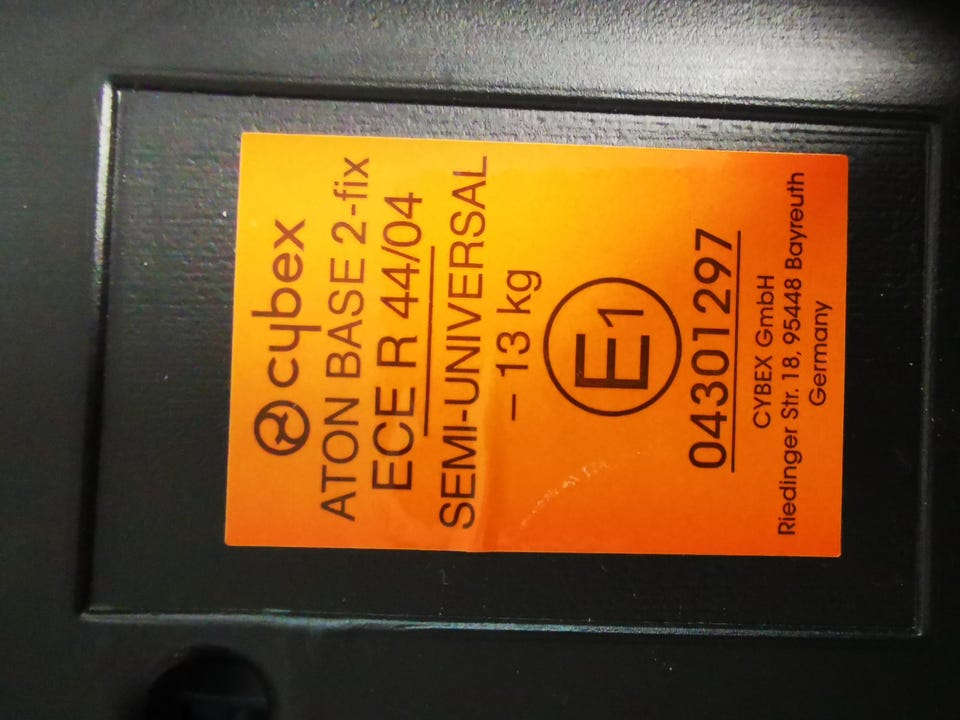 cybex
ATON BASE 2-fix
ECE R 44/04
SEMI-UNIVERSAL
– 13 kg
E1
04301297
CYBEX GmbH
Riedinger Str. 18, 95448 Bayreuth
Germany